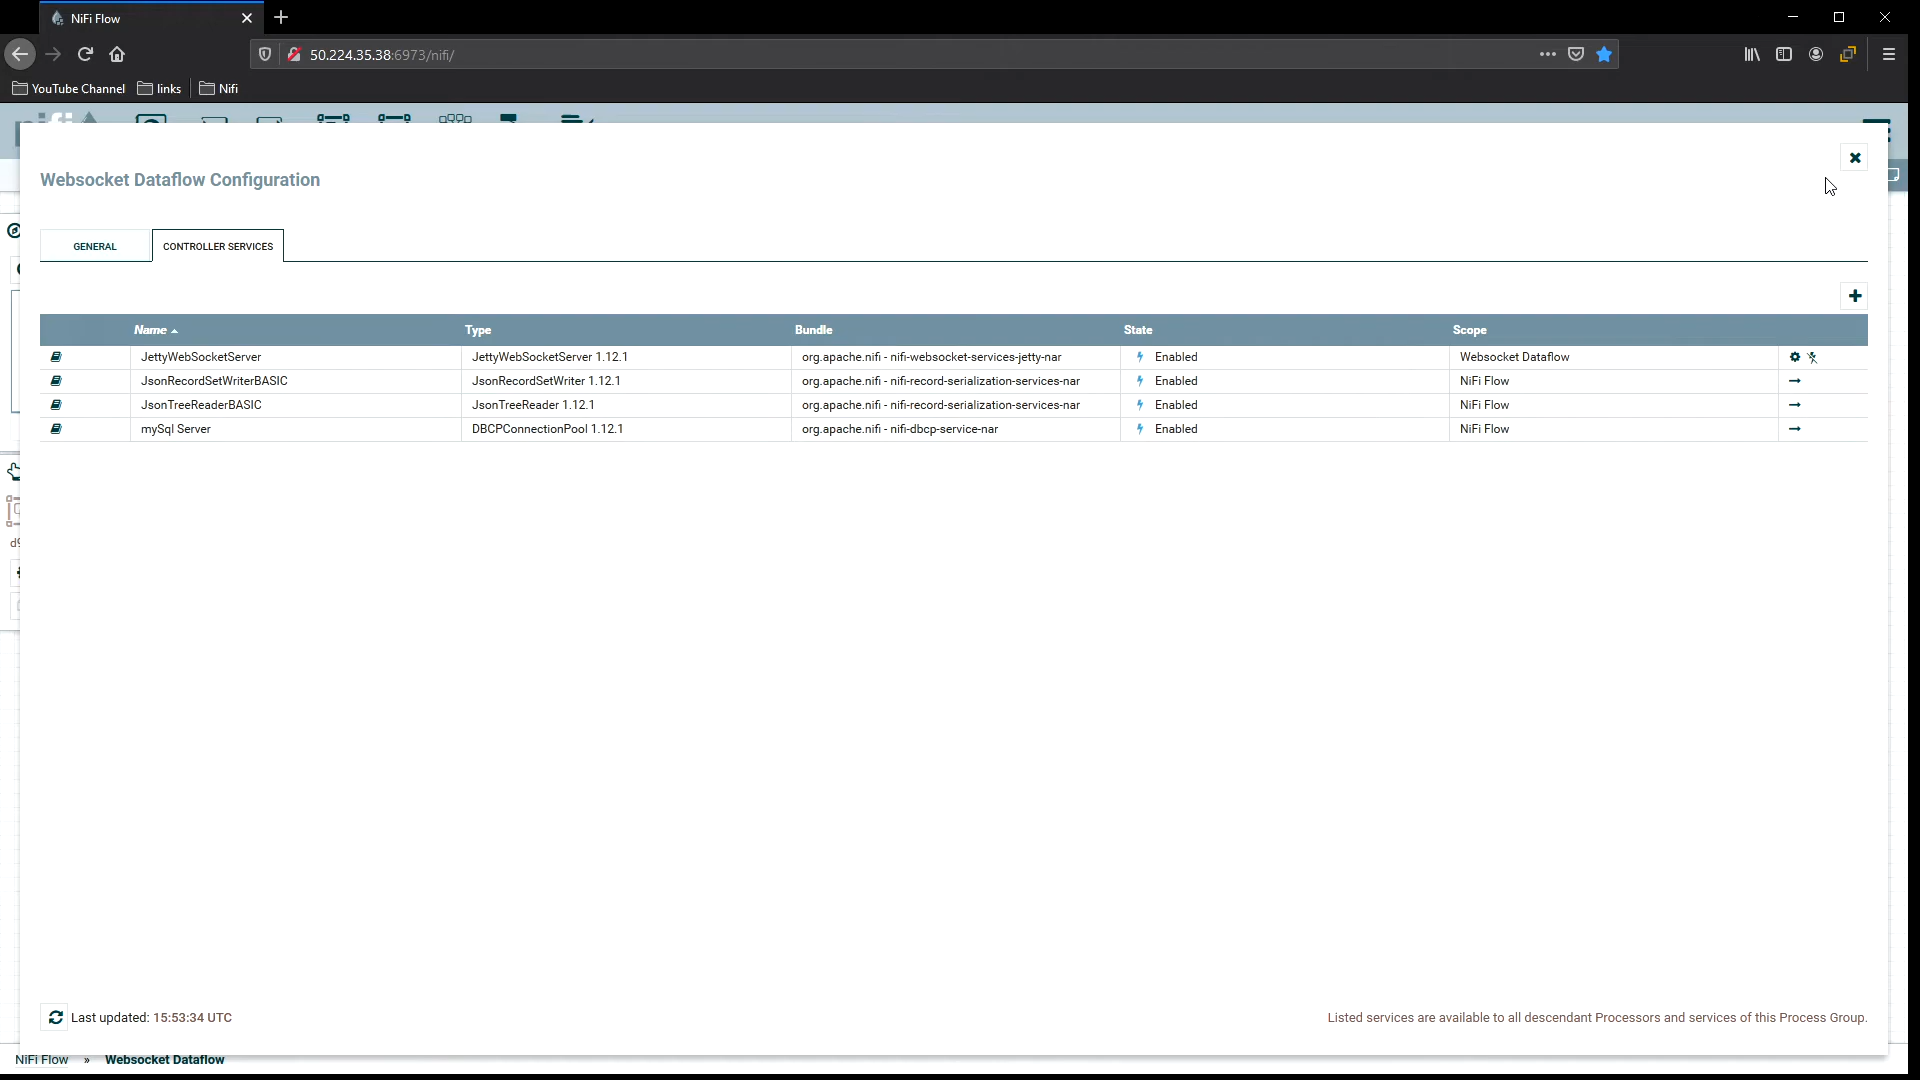 NiFi Flow
50.224.35.38:6973/nifi/
YouTube Channel links Nifi
Websocket Dataflow Configuration
GENERAL CONTROLLER SERVICES
Name Type Bundle State Scope
JettyWebSocketServer JettyWebSocketServer 1.12.1 org.apache.nifi - nifi-websocket-services-jetty-nar Enabled Websocket Dataflow
JsonRecordSetWriterBASIC JsonRecordSetWriter 1.12.1 org.apache.nifi - nifi-record-serialization-services-nar Enabled NiFi Flow
JsonTreeReaderBASIC JsonTreeReader 1.12.1 org.apache.nifi - nifi-record-serialization-services-nar Enabled NiFi Flow
mySql Server DBCPConnectionPool 1.12.1 org.apache.nifi - nifi-dbcp-service-nar Enabled NiFi Flow
Last updated: 15:53:34 UTC Listed services are available to all descendant Processors and services of this Process Group.
NiFi Flow » Websocket Dataflow